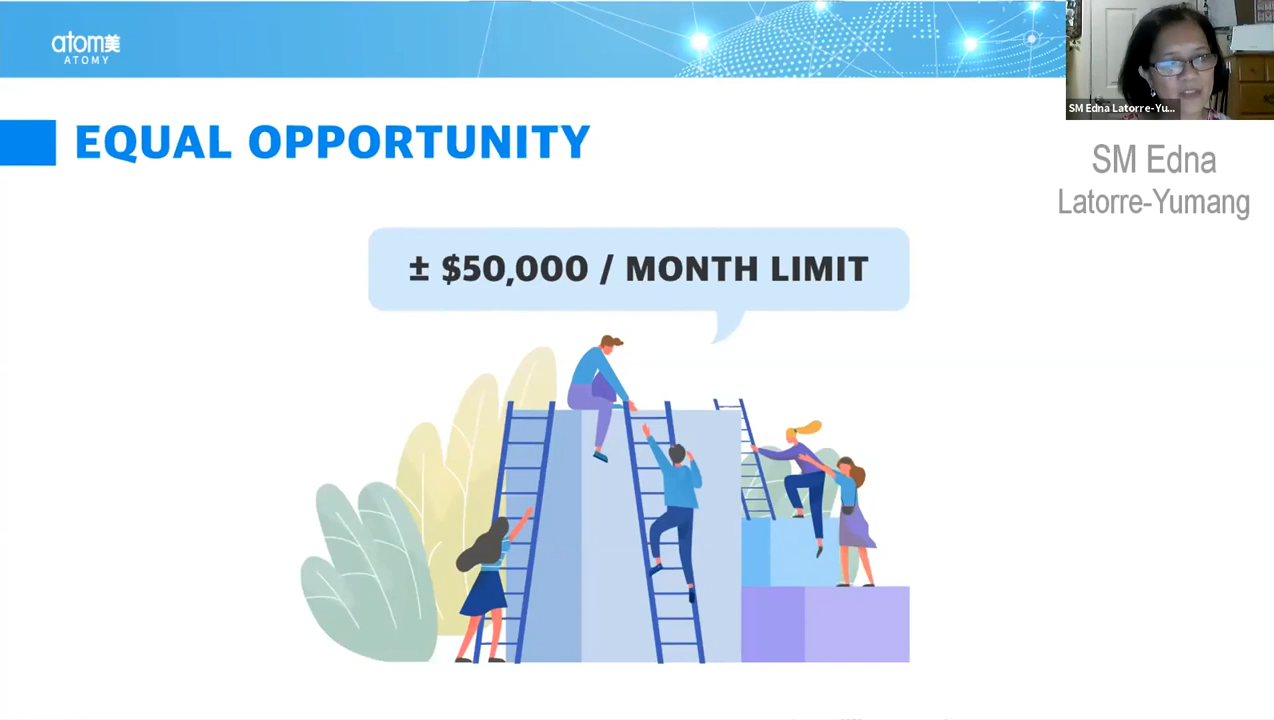 atom美
ATOMY
SM Edna Latorre-Yu...
EQUAL OPPORTUNITY
SM Edna
Latorre-Yumang
± $50,000 / MONTH LIMIT